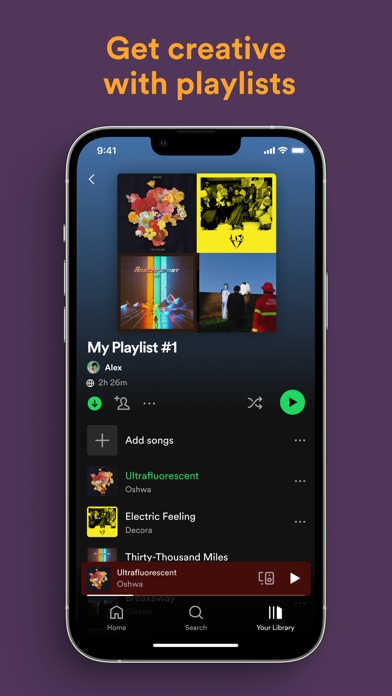 Get creative
with playlists
9:41
My Playlist #1
Alex
2h 26m
Add songs
Ultrafluorescent
Oshwa
Electric Feeling
Decora
Thirty-Thousand Miles
Ultrafluorescent
Oshwa
Breakaway
Home
Search
Your Library